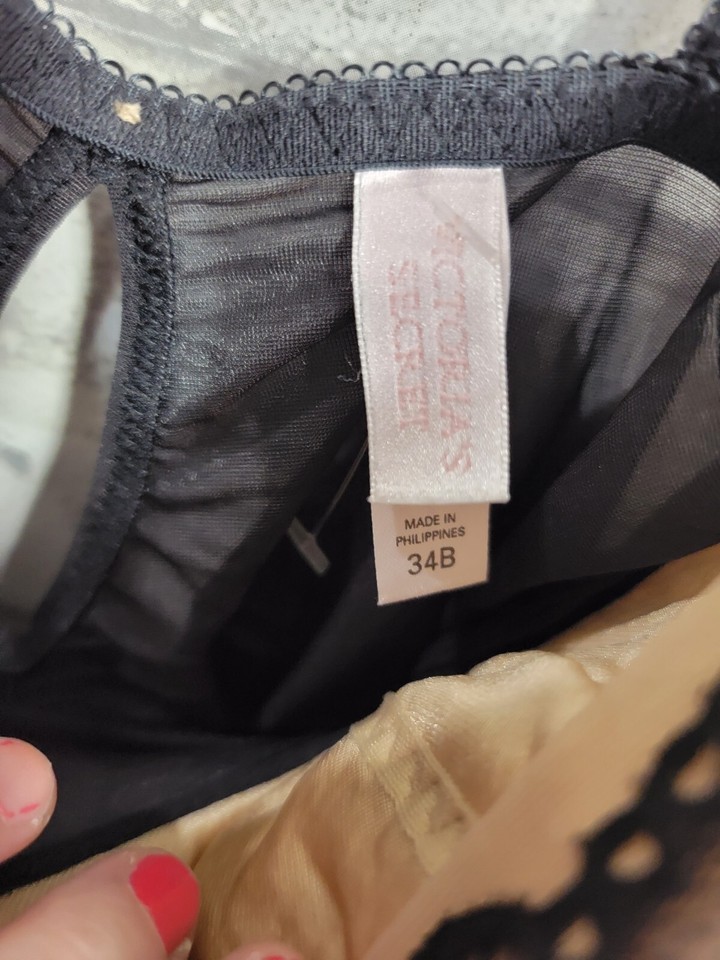 VICTORIA'S
SECRET
MADE IN
PHILIPPINES
34B